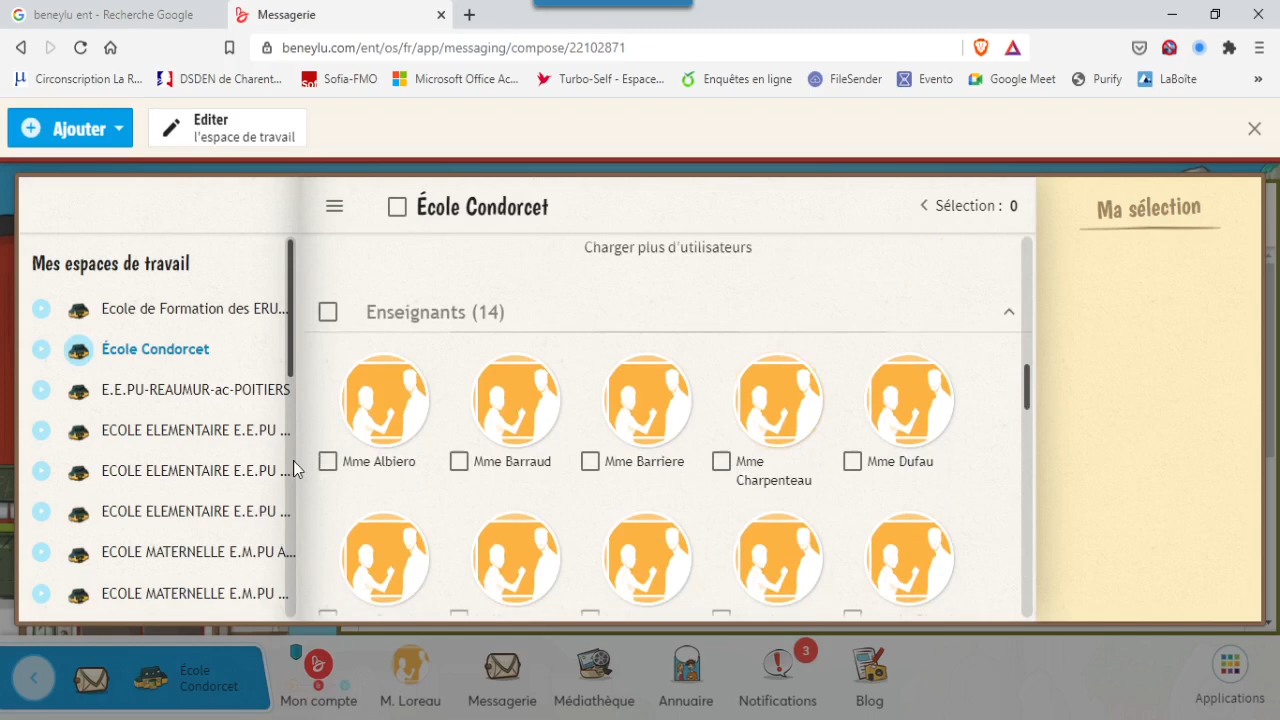 beneylu ent - Recherche Google
Messagerie
beneylu.com/ent/os/fr/app/messaging/compose/22102871
Circonscription La R...
DSDEN de Charent...
Sofia-FMO
Microsoft Office Ac...
Turbo-Self - Espace...
Enquêtes en ligne
FileSender
Evento
Google Meet
Purify
LaBoîte
Ajouter
Editer
l'espace de travail
École Condorcet
Sélection : 0
Ma sélection
Mes espaces de travail
Ecole de Formation des ERU...
École Condorcet
E.E.PU-REAUMUR-ac-POITIERS
ECOLE ELEMENTAIRE E.E.PU ...
ECOLE ELEMENTAIRE E.E.PU ...
ECOLE ELEMENTAIRE E.E.PU ...
ECOLE MATERNELLE E.M.PU A...
ECOLE MATERNELLE E.M.PU ...
Charger plus d'utilisateurs
Enseignants (14)
Mme Albiero
Mme Barraud
Mme Barriere
Mme
Charpenteau
Mme Dufau
École
Condorcet
Mon compte
M. Loreau
Messagerie
Médiathèque
Annuaire
3
Notifications
Blog
Applications